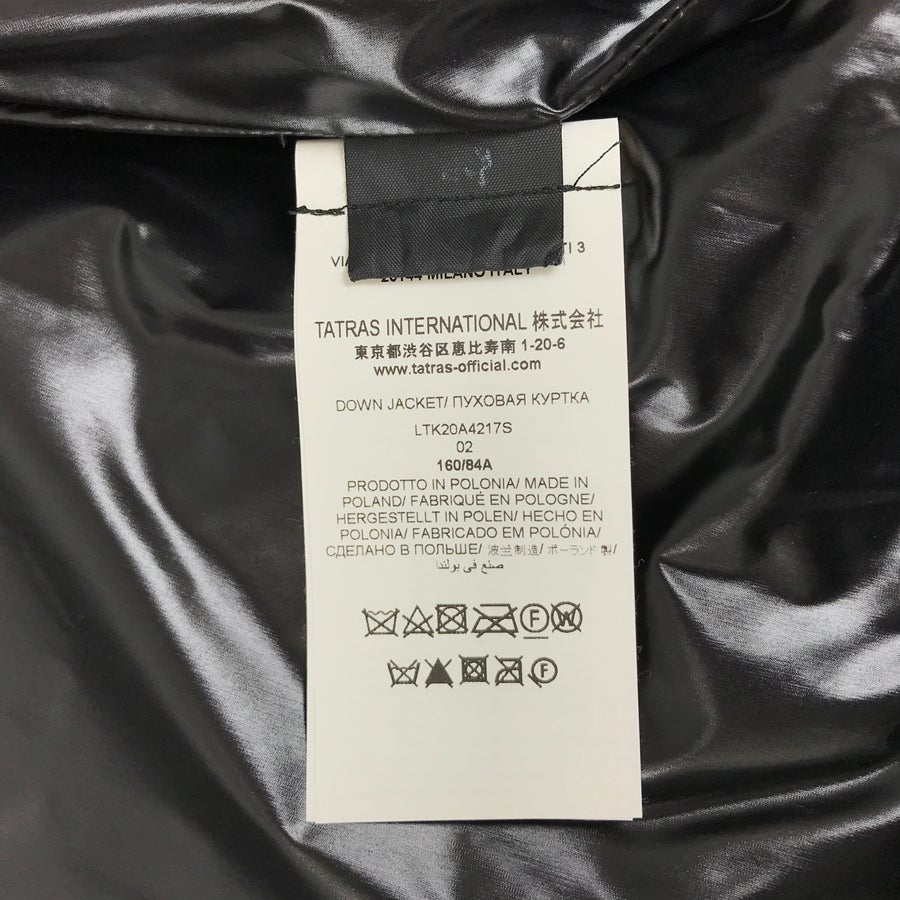 TI 3
20144 MILANO ITALY
TATRAS INTERNATIONAL 株式会社
東京都渋谷区恵比寿南 1-20-6
www.tatras-official.com
DOWN JACKET/ ПУХОВАЯ КУРТКА
LTK20A4217S
02
160/84A
PRODOTTO IN POLONIA/ MADE IN
POLAND/ FABRIQUÉ EN POLOGNE/
HERGESTELLT IN POLEN/ HECHO EN
POLONIA/ FABRICADO EM POLÓNIA/
СДЕЛАНО В ПОЛЬШЕ/ 波兰制造/ ポーランド製/
صنع في بولندا
F W
F